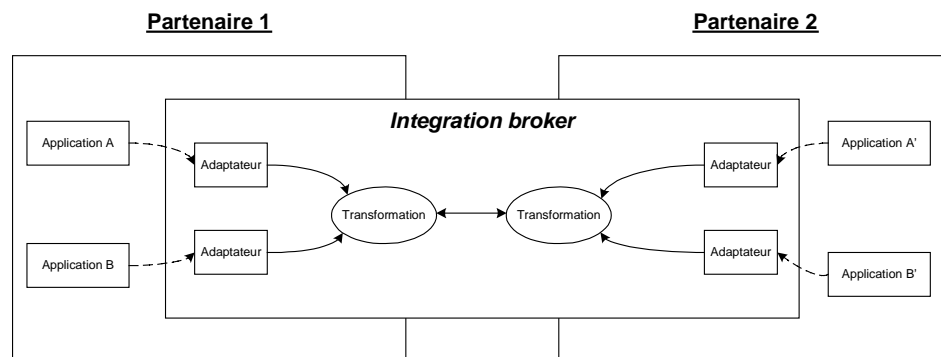 Partenaire 1
Partenaire 2
Integration broker
Application A
Adaptateur
Adaptateur
Application A'
Transformation
Transformation
Application B
Adaptateur
Adaptateur
Application B'